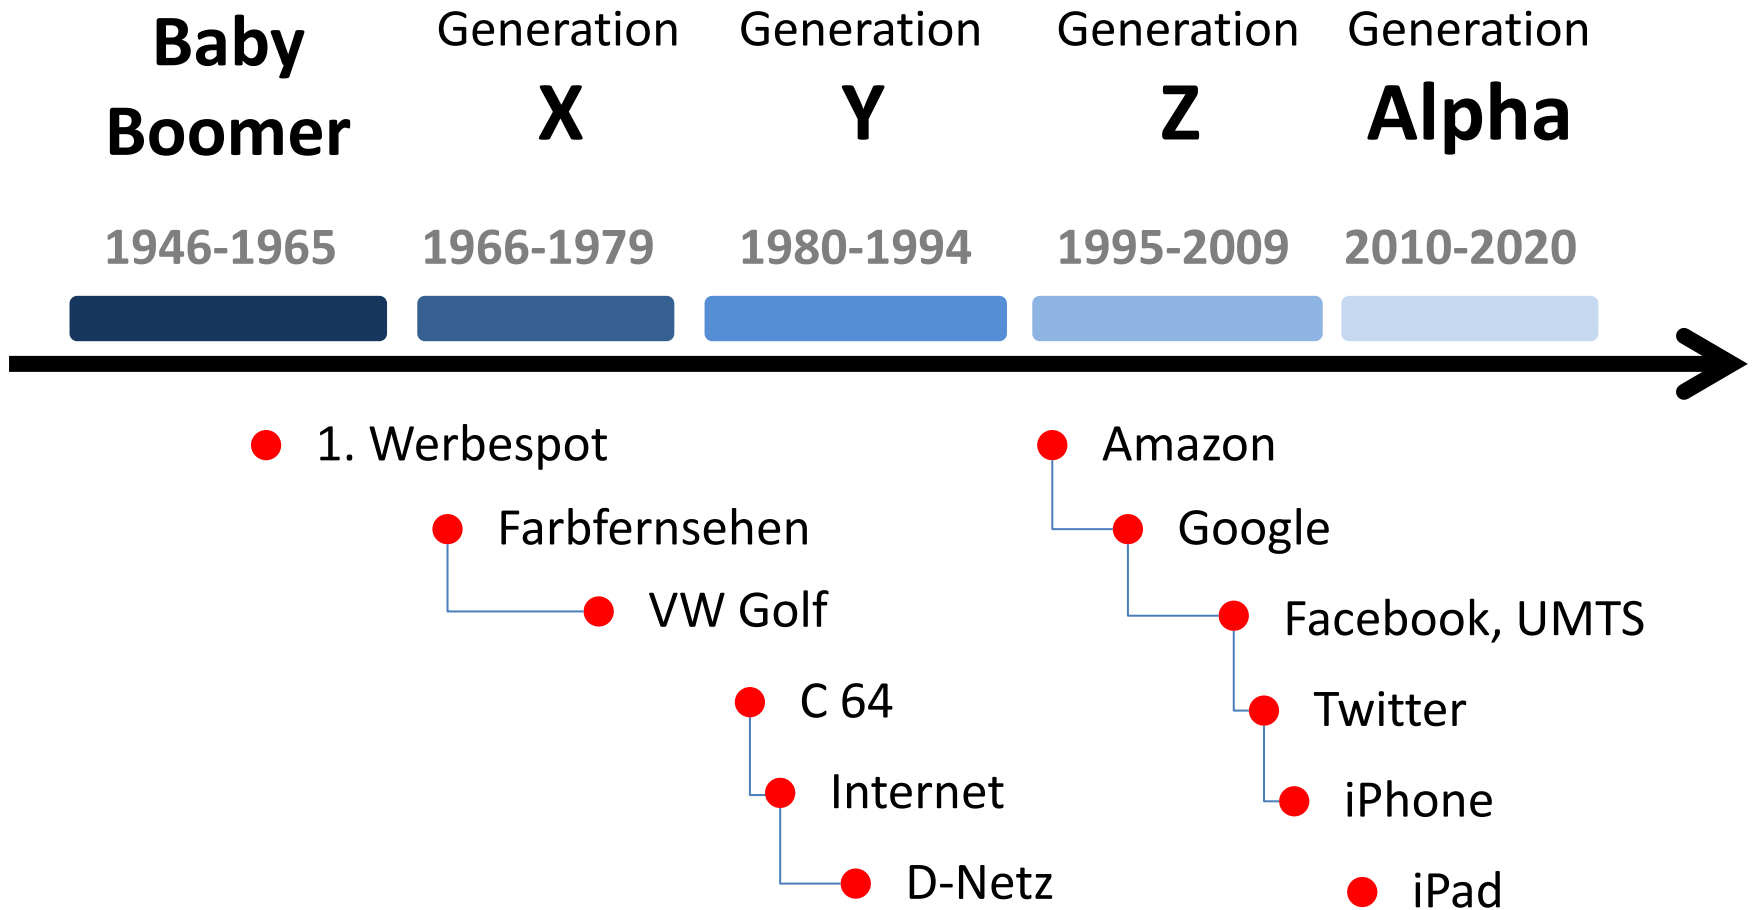 Baby
Boomer
Generation
X
Generation
Y
Generation
Z
Generation
Alpha
1946-1965
1966-1979
1980-1994
1995-2009
2010-2020
1. Werbespot
Farbfernsehen
VW Golf
C 64
Internet
D-Netz
Amazon
Google
Facebook, UMTS
Twitter
iPhone
iPad